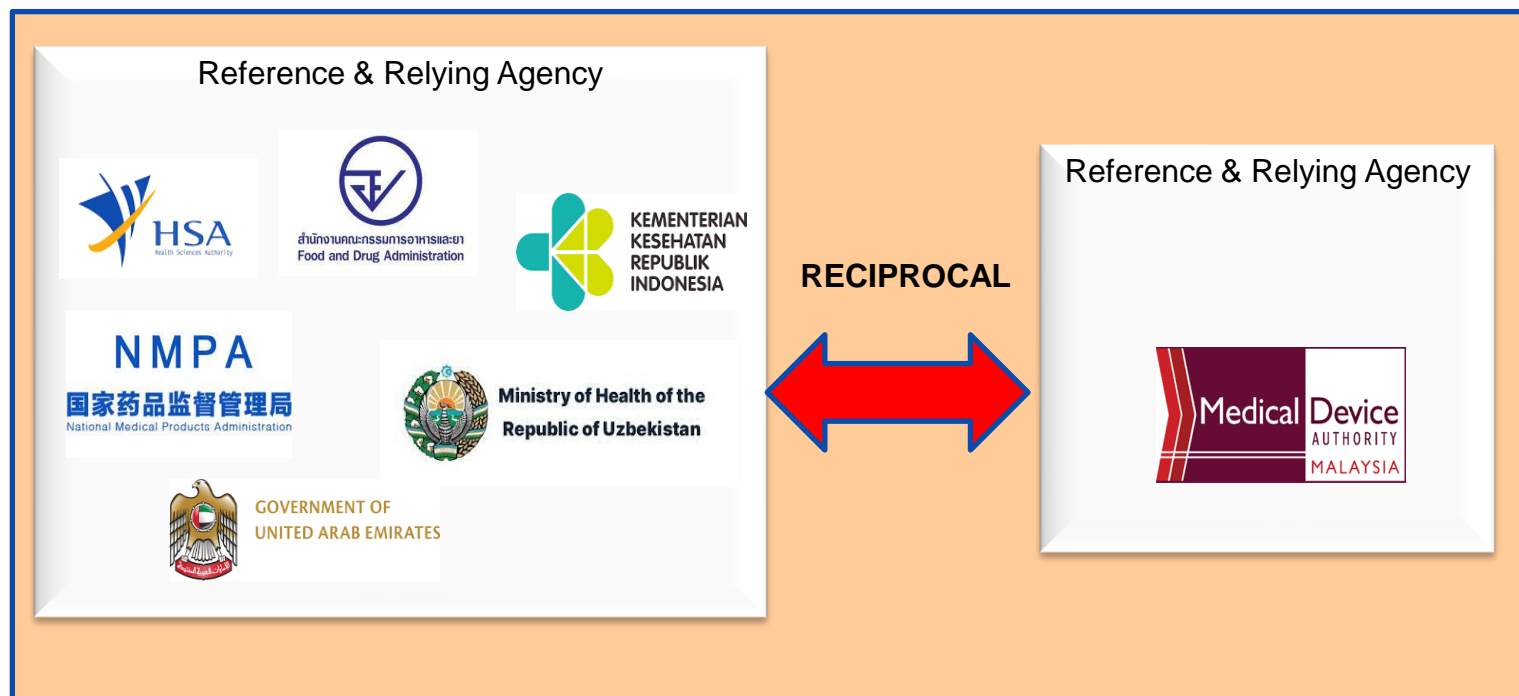 Reference & Relying Agency
HSA
Health Sciences Authority
สำนักงานคณะกรรมการอาหารและยา
Food and Drug Administration
KEMENTERIAN
KESEHATAN
REPUBLIK
INDONESIA
NMPA
国家药品监督管理局
National Medical Products Administration
Ministry of Health of the
Republic of Uzbekistan
GOVERNMENT OF
UNITED ARAB EMIRATES
RECIPROCAL
Reference & Relying Agency
Medical Device
AUTHORITY
MALAYSIA